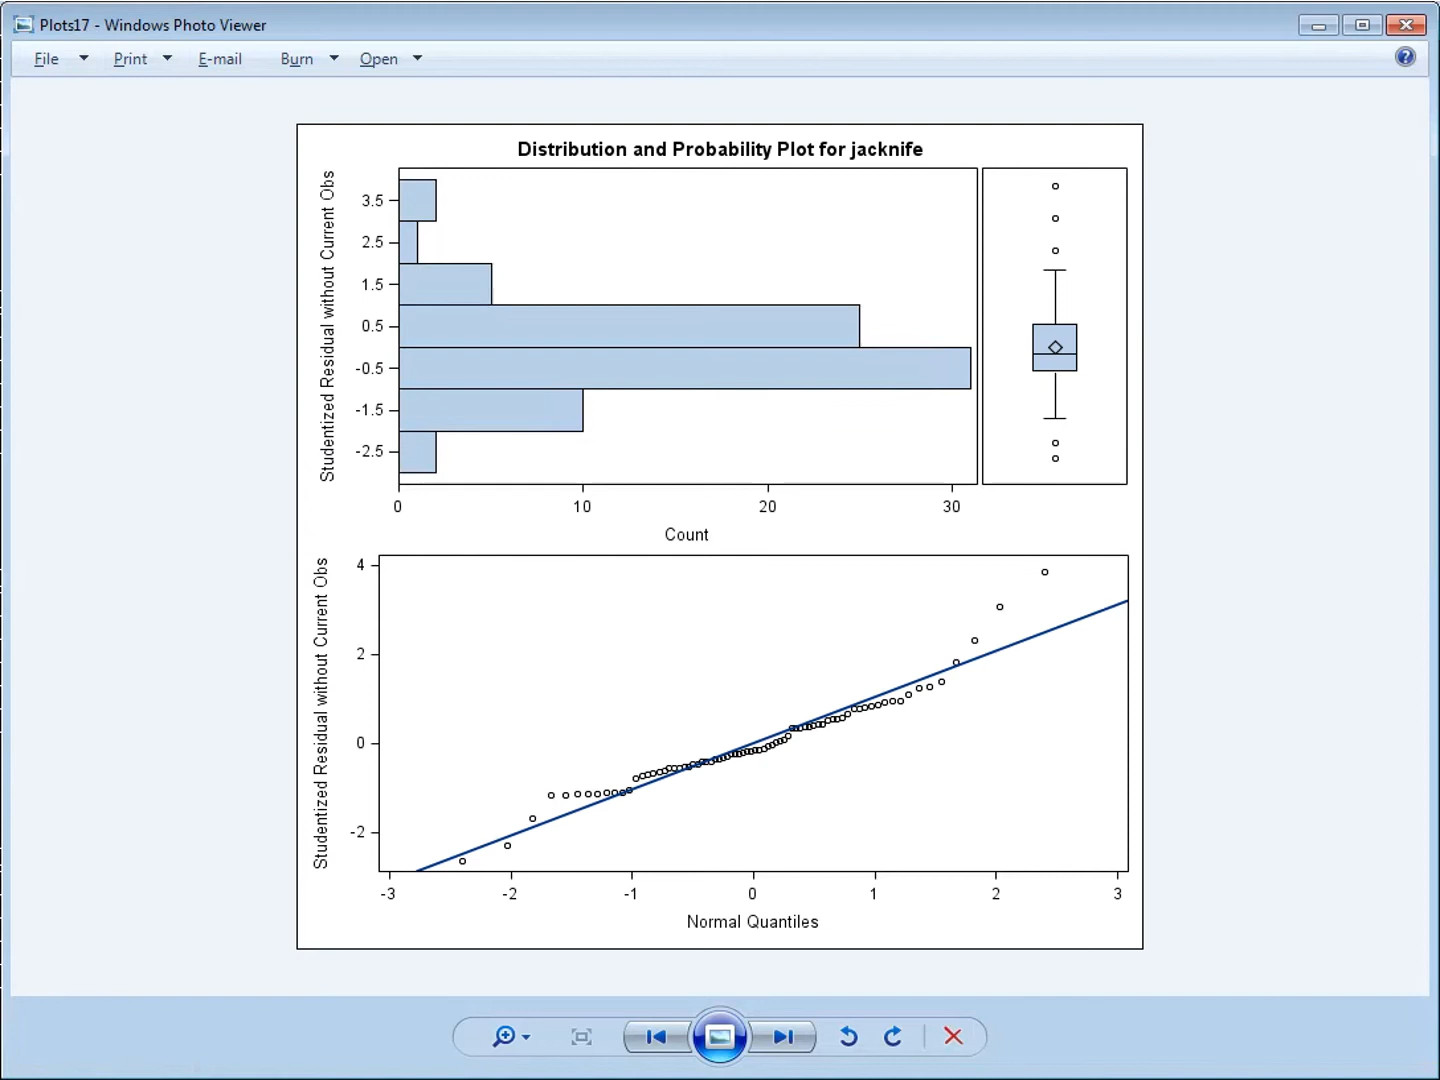 Plots17 - Windows Photo Viewer
File Print E-mail Burn Open
Distribution and Probability Plot for jacknife
Studentized Residual without Current Obs
3.5
2.5
1.5
0.5
-0.5
-1.5
-2.5
0 10 20 30
Count
Studentized Residual without Current Obs
4
2
0
-2
-3 -2 -1 0 1 2 3
Normal Quantiles